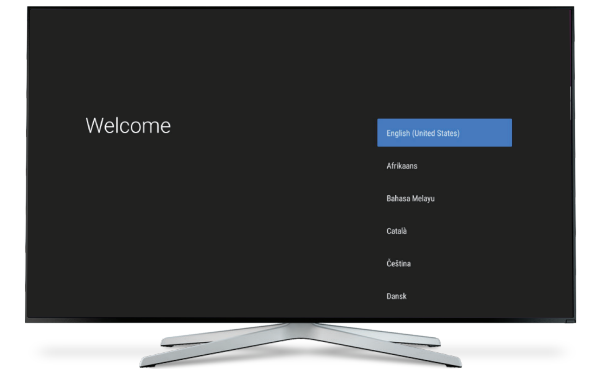 Welcome
English (United States)
Afrikaans
Bahasa Melayu
Català
Čeština
Dansk